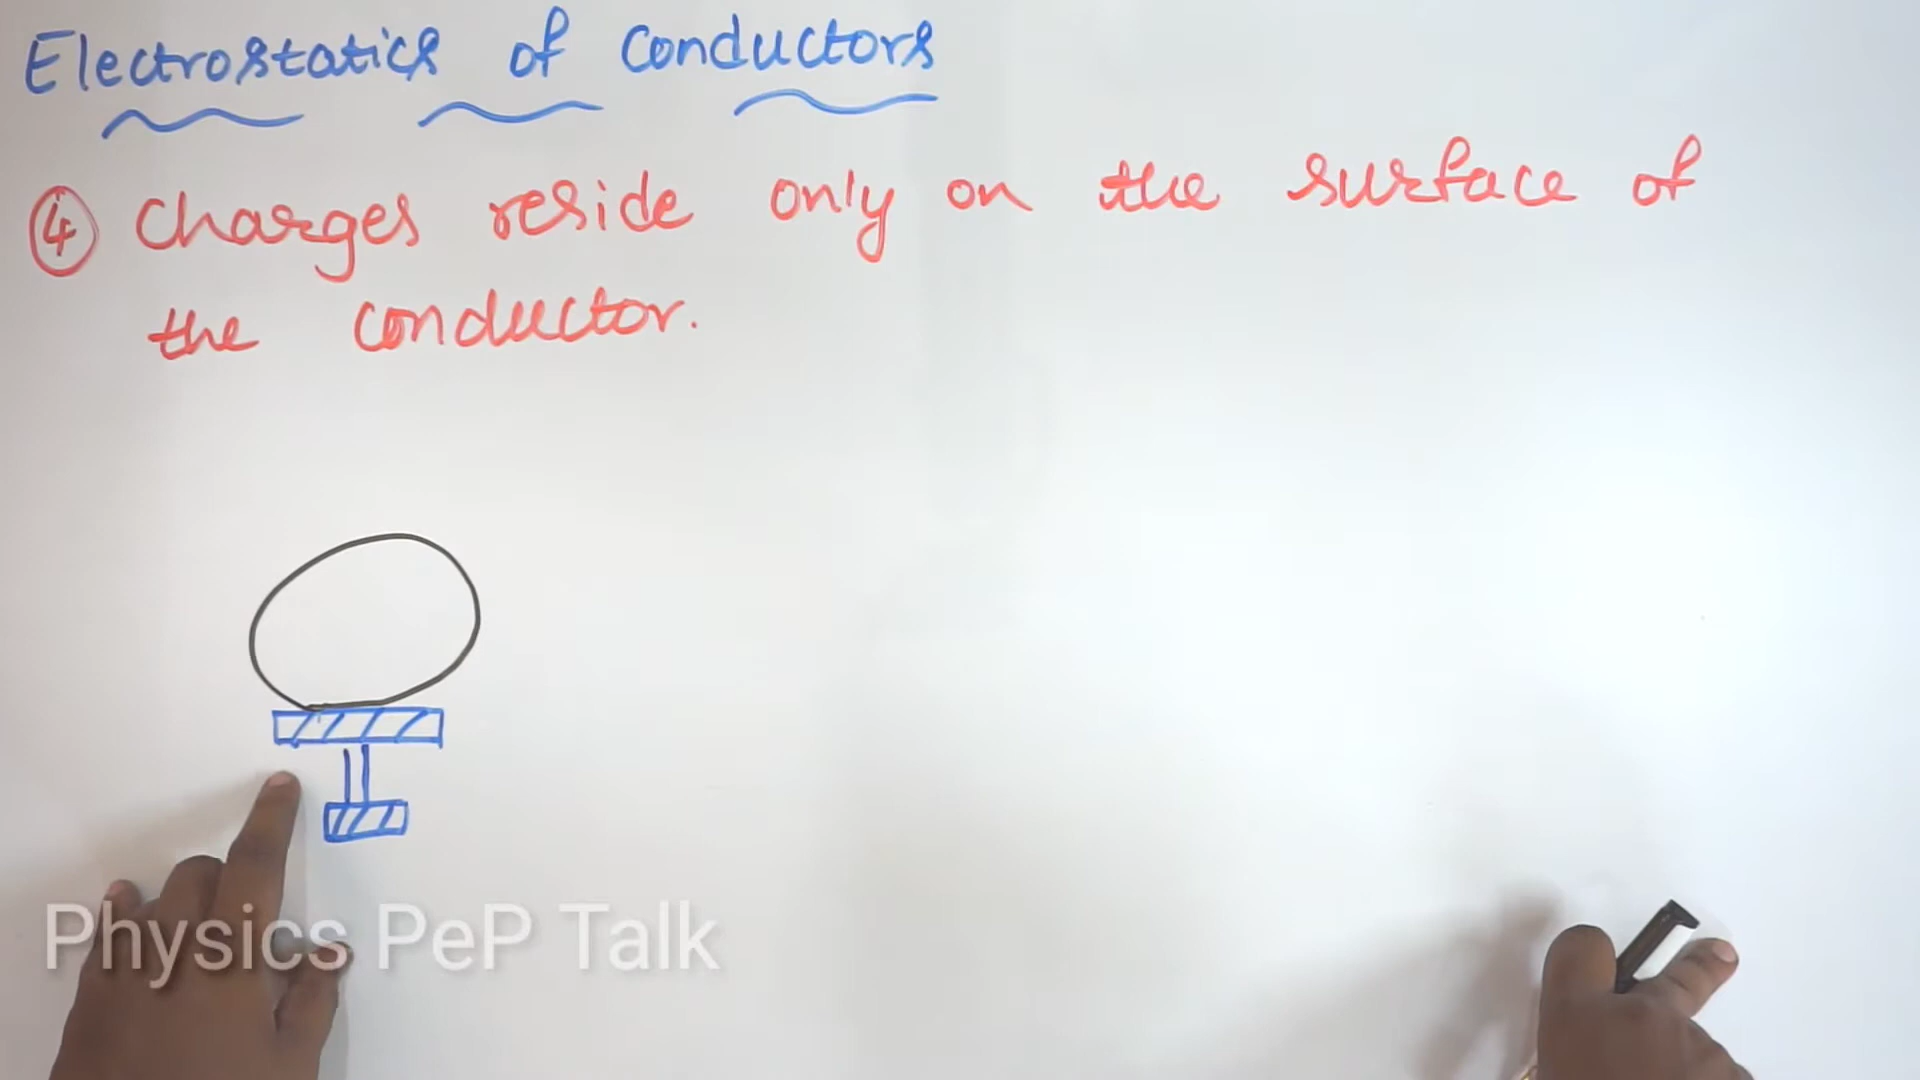 Electrostatics of Conductors
④ Charges reside only on the surface of
the conductor.
Physics PeP Talk